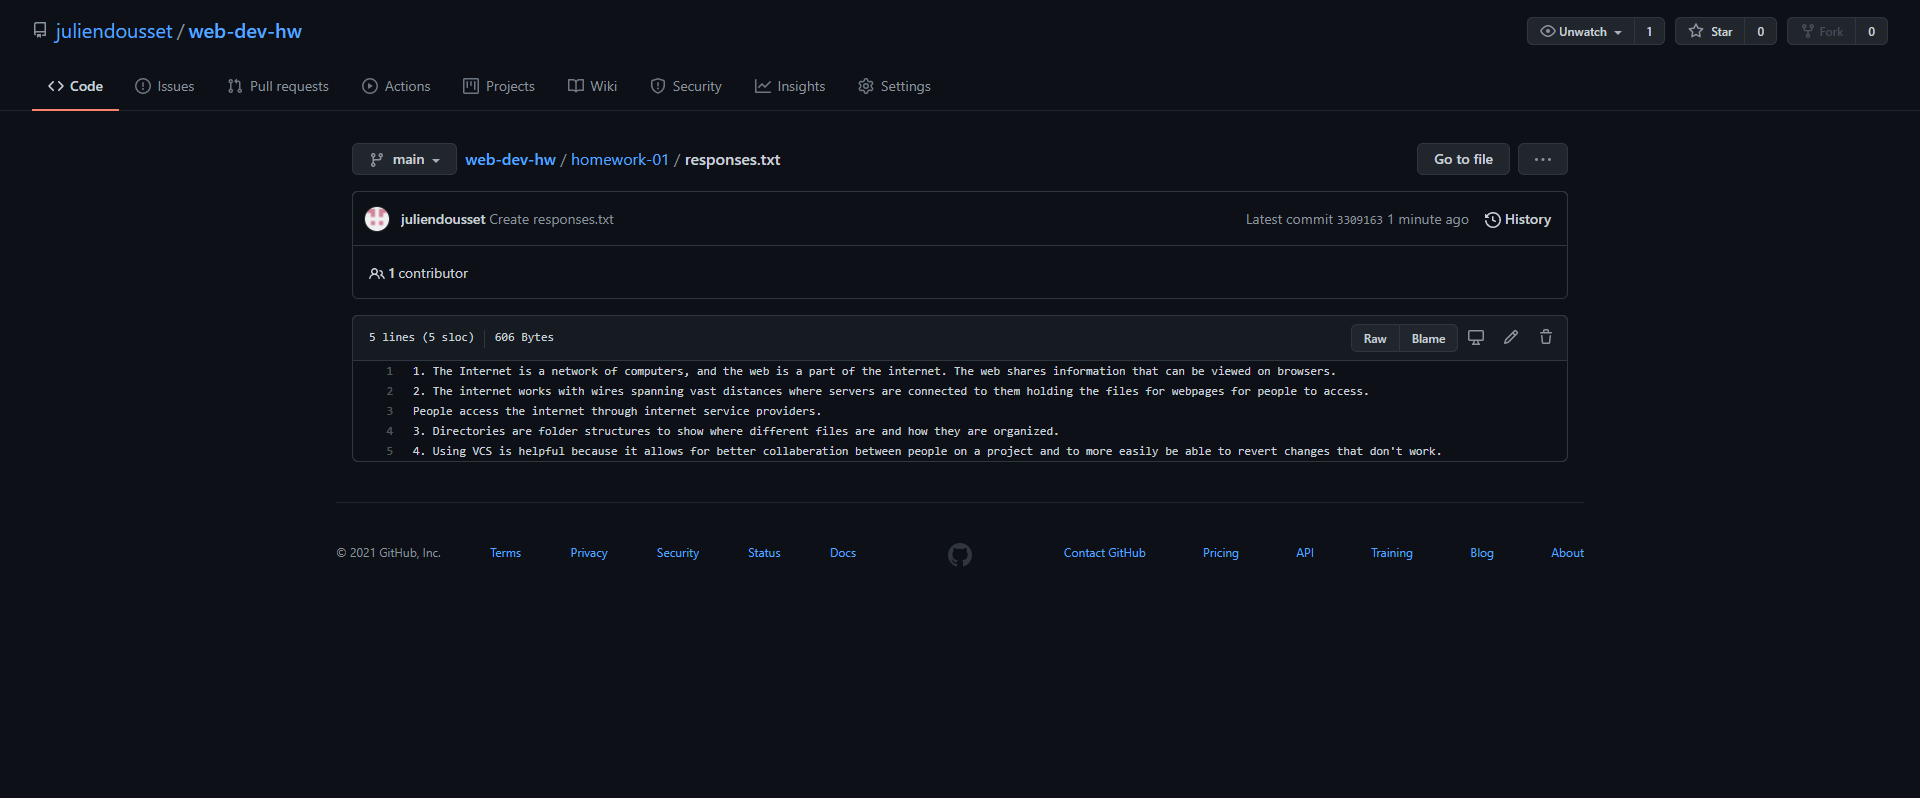 juliendousset / web-dev-hw
Unwatch 1
Star 0
Fork 0
Code Issues Pull requests Actions Projects Wiki Security Insights Settings
main web-dev-hw / homework-01 / responses.txt Go to file ...
juliendousset Create responses.txt Latest commit 3309163 1 minute ago History
1 contributor
5 lines (5 sloc) 606 Bytes Raw Blame
1 1. The Internet is a network of computers, and the web is a part of the internet. The web shares information that can be viewed on browsers.
2 2. The internet works with wires spanning vast distances where servers are connected to them holding the files for webpages for people to access.
3 People access the internet through internet service providers.
4 3. Directories are folder structures to show where different files are and how they are organized.
5 4. Using VCS is helpful because it allows for better collaberation between people on a project and to more easily be able to revert changes that don't work.
© 2021 GitHub, Inc. Terms Privacy Security Status Docs Contact GitHub Pricing API Training Blog About